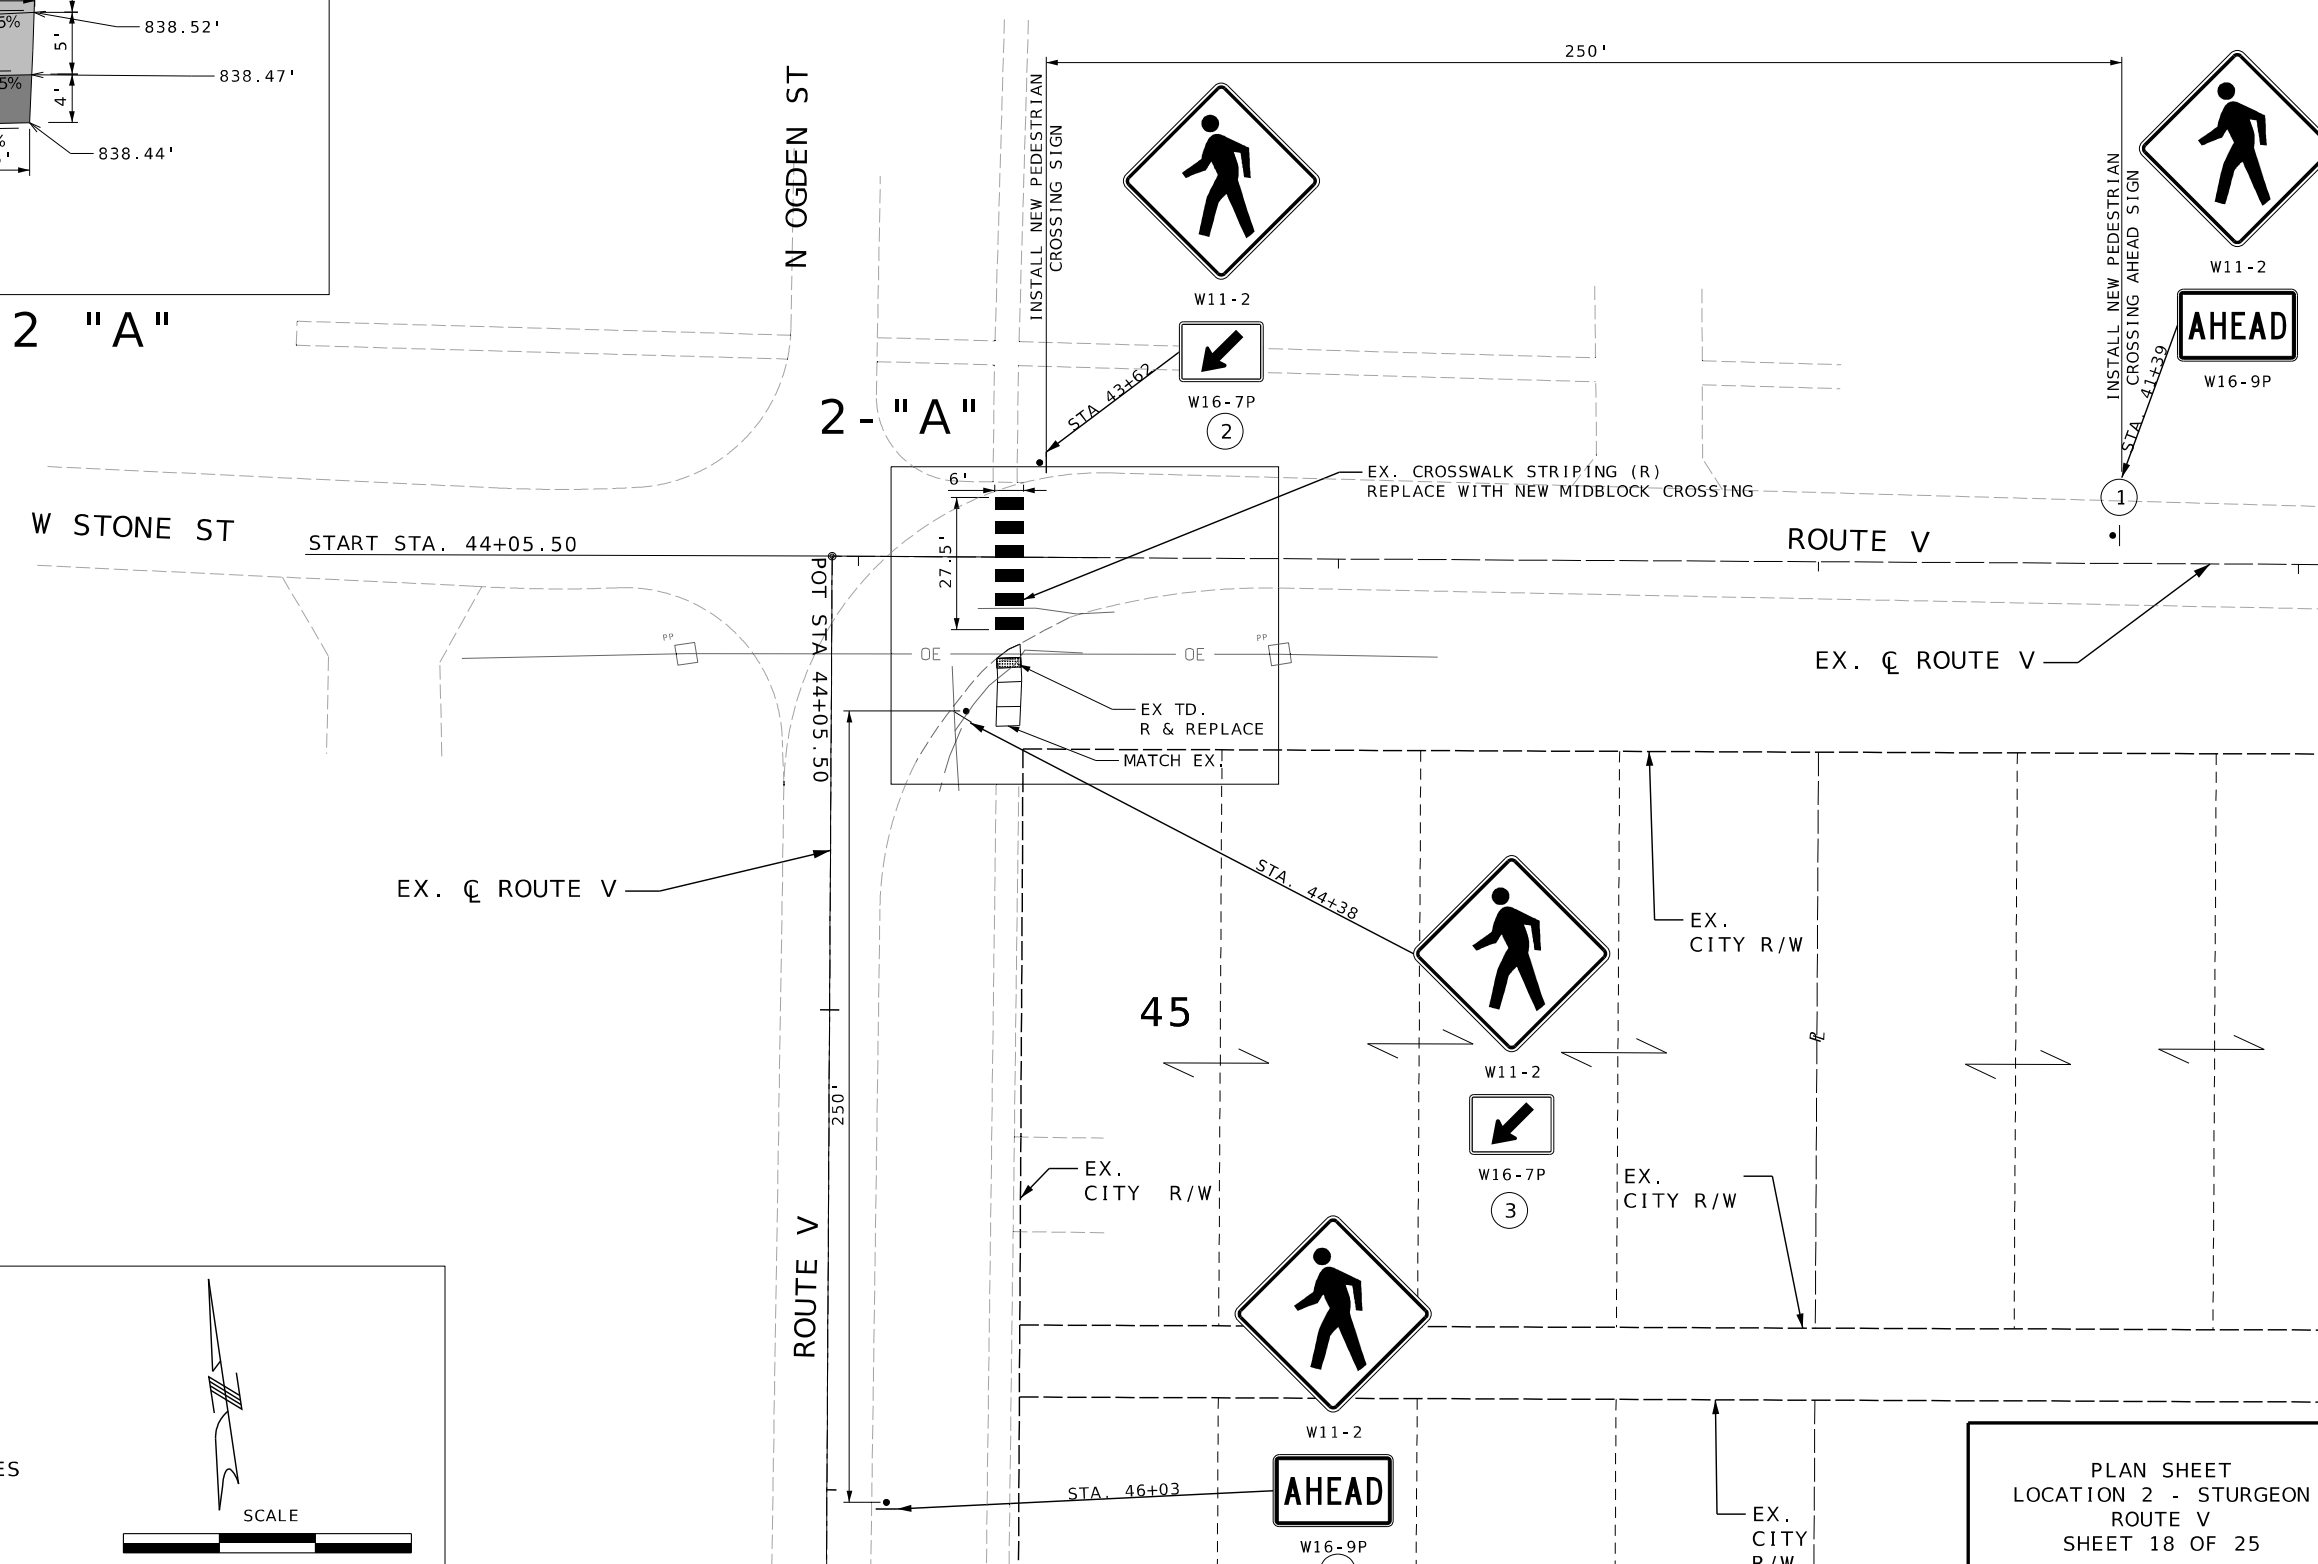 5%
5'
838.52'
838.47'
5%
4'
838.44'
%
'
2 "A"
N OGDEN ST
250'
INSTALL NEW PEDESTRIAN
CROSSING SIGN
W11-2
W16-7P
2
STA 43+62
INSTALL NEW PEDESTRIAN
CROSSING AHEAD SIGN
W11-2
AHEAD
W16-9P
STA. 41+39
1
2-"A"
6'
27.5'
EX. CROSSWALK STRIPING (R)
REPLACE WITH NEW MIDBLOCK CROSSING
W STONE ST
START STA. 44+05.50
POT STA 44+05.50
ROUTE V
EX. ℄ ROUTE V
PP
OE
OE
PP
EX TD.
R & REPLACE
MATCH EX.
EX. ℄ ROUTE V
STA. 44+38
EX.
CITY R/W
45
W11-2
W16-7P
3
℄
250'
EX.
CITY R/W
EX.
CITY R/W
ROUTE V
W11-2
AHEAD
W16-9P
STA. 46+03
ES
SCALE
EX.
CITY
R/W
PLAN SHEET
LOCATION 2 - STURGEON
ROUTE V
SHEET 18 OF 25